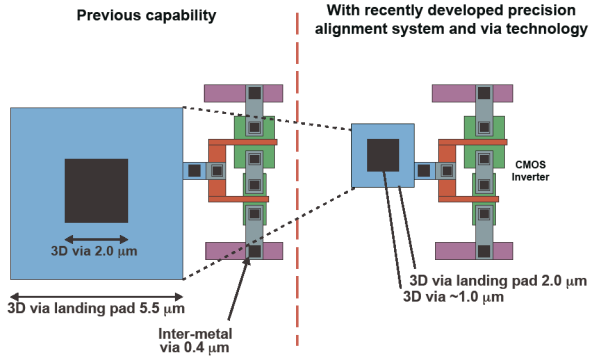 Previous capability
With recently developed precision
alignment system and via technology
CMOS
Inverter
3D via 2.0 μm
3D via landing pad 5.5 μm
Inter-metal
via 0.4 μm
3D via landing pad 2.0 μm
3D via ~1.0 μm